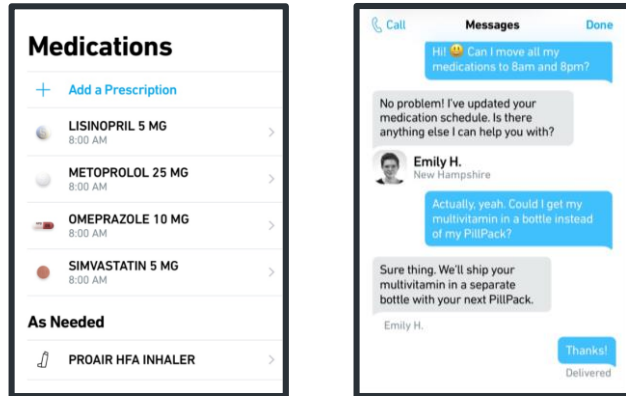 Medications
Add a Prescription
LISINOPRIL 5 MG
8:00 AM
METOPROLOL 25 MG
8:00 AM
OMEPRAZOLE 10 MG
8:00 AM
SIMVASTATIN 5 MG
8:00 AM
As Needed
PROAIR HFA INHALER
Call
Messages
Done
Hi! 😃 Can I move all my
medications to 8am and 8pm?
No problem! I've updated your
medication schedule. Is there
anything else I can help you with?
Emily H.
New Hampshire
Actually, yeah. Could I get my
multivitamin in a bottle instead
of my PillPack?
Sure thing. We'll ship your
multivitamin in a separate
bottle with your next PillPack.
Emily H.
Thanks!
Delivered